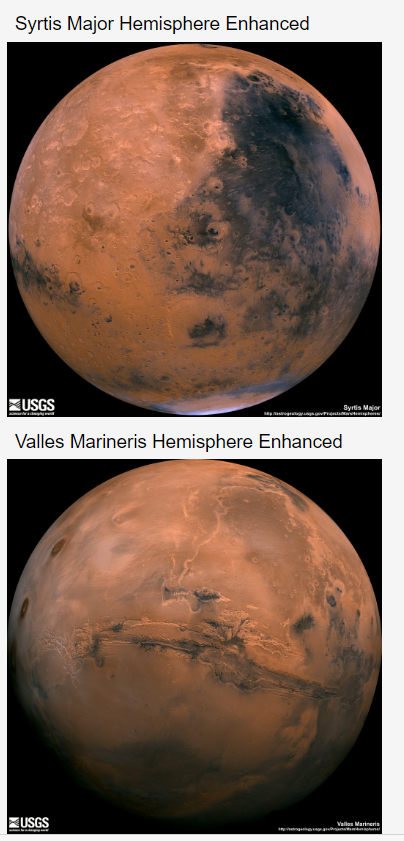 Syrtis Major Hemisphere Enhanced
USGS
science for a changing world
Syrtis Major
http://astrogeology.usgs.gov/Projects/MarsHemispheres/
Valles Marineris Hemisphere Enhanced
USGS
science for a changing world
Valles Marineris
http://astrogeology.usgs.gov/Projects/MarsHemispheres/